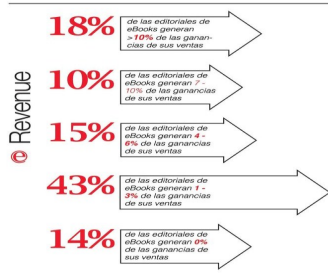 18%
de las editoriales de
eBooks generan
>10% de las ganan-
cias de sus ventas
10%
de las editoriales de
eBooks generan 7 -
10% de las ganancias
de sus ventas
e Revenue
15%
de las editoriales de
eBooks generan 4 -
6% de las ganancias
de sus ventas
43%
de las editoriales de
eBooks generan 1 -
3% de las ganancias
de sus ventas
14%
de las editoriales de
eBooks generan 0%
de las ganancias de
sus ventas